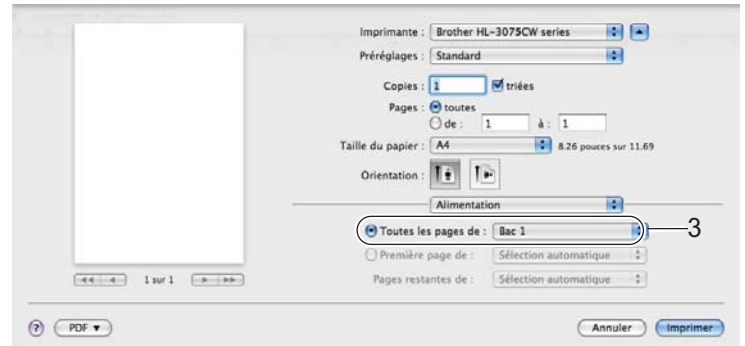 Imprimante : Brother HL-3075CW series
Préréglages : Standard
Copies : 1 triées
Pages : toutes
de : 1 à : 1
Taille du papier : A4 8.26 pouces sur 11.69
Orientation :
Alimentation
Toutes les pages de : Bac 1 3
Première page de : Sélection automatique
Pages restantes de : Sélection automatique
1 sur 1
? PDF Annuler Imprimer